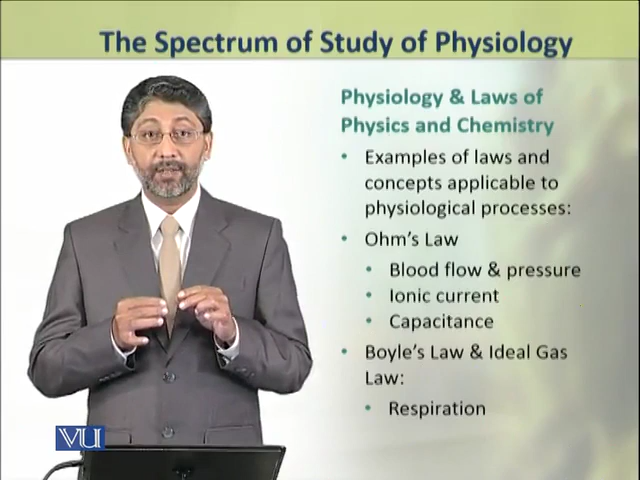 The Spectrum of Study of Physiology
Physiology & Laws of
Physics and Chemistry
• Examples of laws and
concepts applicable to
physiological processes:
• Ohm's Law
• Blood flow & pressure
• Ionic current
• Capacitance
• Boyle's Law & Ideal Gas
Law:
• Respiration
VU